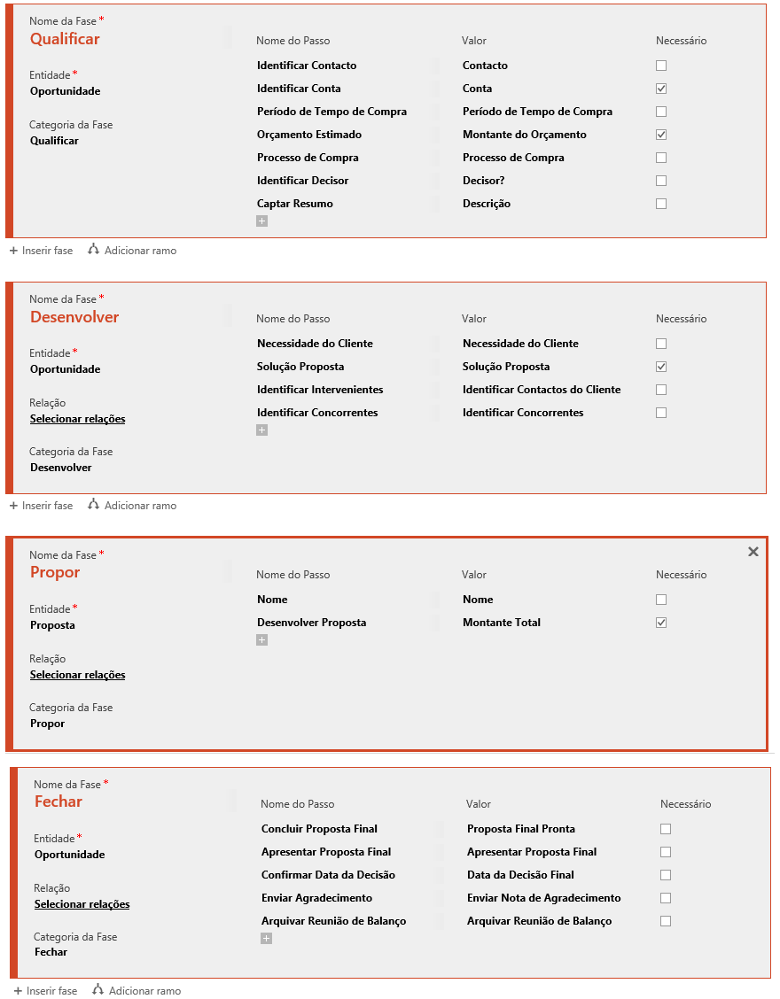 Nome da Fase *
Qualificar
Nome do Passo Valor Necessário
Identificar Contacto Contacto
Entidade *
Identificar Conta Conta
Oportunidade
Período de Tempo de Compra Período de Tempo de Compra
Categoria da Fase
Orçamento Estimado Montante do Orçamento
Qualificar
Processo de Compra Processo de Compra
Identificar Decisor Decisor?
Captar Resumo Descrição
+ Inserir fase Adicionar ramo
Nome da Fase *
Desenvolver
Nome do Passo Valor Necessário
Necessidade do Cliente Necessidade do Cliente
Entidade *
Solução Proposta Solução Proposta
Oportunidade
Identificar Intervenientes Identificar Contactos do Cliente
Relação
Identificar Concorrentes Identificar Concorrentes
Selecionar relações
Categoria da Fase
Desenvolver
+ Inserir fase Adicionar ramo
Nome da Fase *
Propor
Nome do Passo Valor Necessário
Nome Nome
Entidade *
Desenvolver Proposta Montante Total
Proposta
Relação
Selecionar relações
Categoria da Fase
Propor
Nome da Fase *
Fechar
Nome do Passo Valor Necessário
Concluir Proposta Final Proposta Final Pronta
Entidade *
Apresentar Proposta Final Apresentar Proposta Final
Oportunidade
Confirmar Data da Decisão Data da Decisão Final
Relação
Enviar Agradecimento Enviar Nota de Agradecimento
Selecionar relações
Arquivar Reunião de Balanço Arquivar Reunião de Balanço
Categoria da Fase
Fechar
+ Inserir fase Adicionar ramo